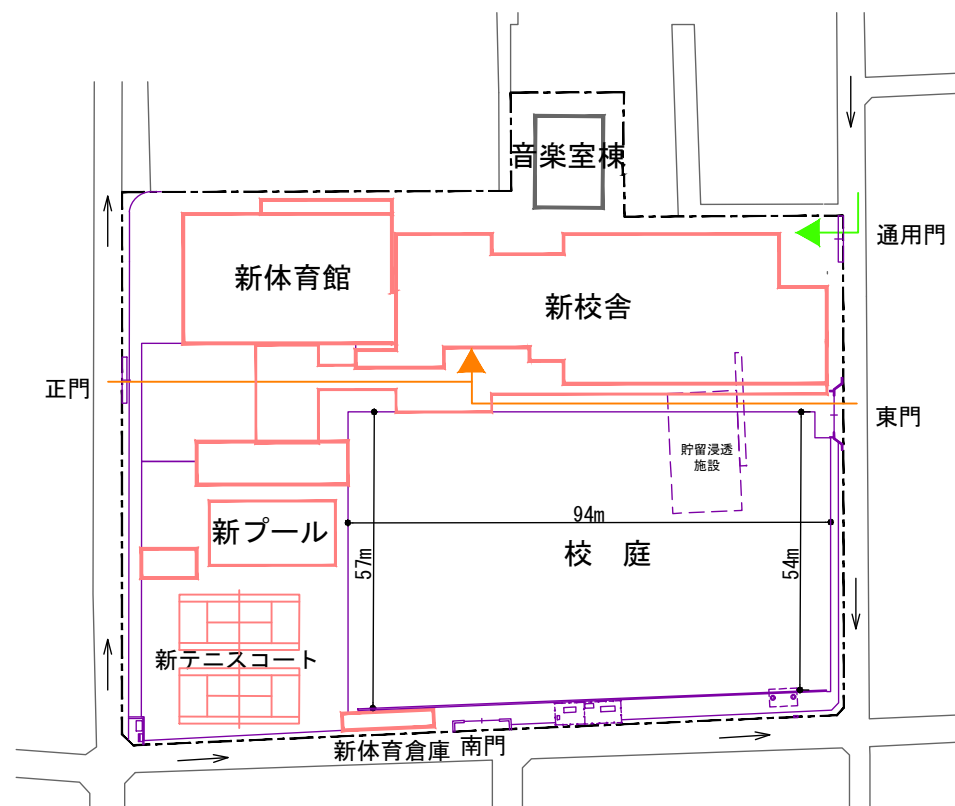 音楽室棟
通用門
新体育館
新校舎
正門
東門
貯留浸透
施設
94m
新プール
校　庭
57m
54m
新テニスコート
新体育倉庫
南門